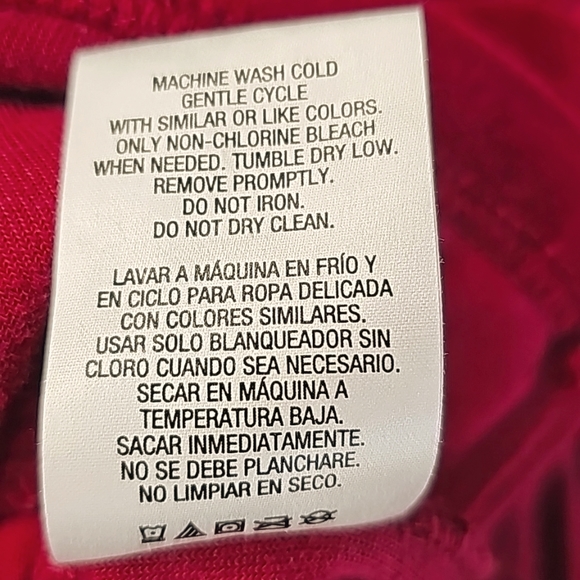 MACHINE WASH COLD
GENTLE CYCLE
WITH SIMILAR OR LIKE COLORS.
ONLY NON-CHLORINE BLEACH
WHEN NEEDED. TUMBLE DRY LOW.
REMOVE PROMPTLY.
DO NOT IRON.
DO NOT DRY CLEAN.
LAVAR A MÁQUINA EN FRÍO Y
EN CICLO PARA ROPA DELICADA
CON COLORES SIMILARES.
USAR SOLO BLANQUEADOR SIN
CLORO CUANDO SEA NECESARIO.
SECAR EN MÁQUINA A
TEMPERATURA BAJA.
SACAR INMEDIATAMENTE.
NO SE DEBE PLANCHARE.
NO LIMPIAR EN SECO.